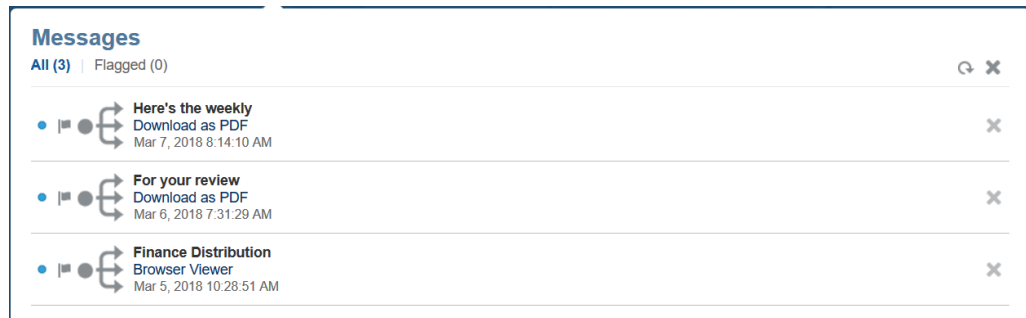 Messages
All (3) | Flagged (0)
Here's the weekly
Download as PDF
Mar 7, 2018 8:14:10 AM
For your review
Download as PDF
Mar 6, 2018 7:31:29 AM
Finance Distribution
Browser Viewer
Mar 5, 2018 10:28:51 AM